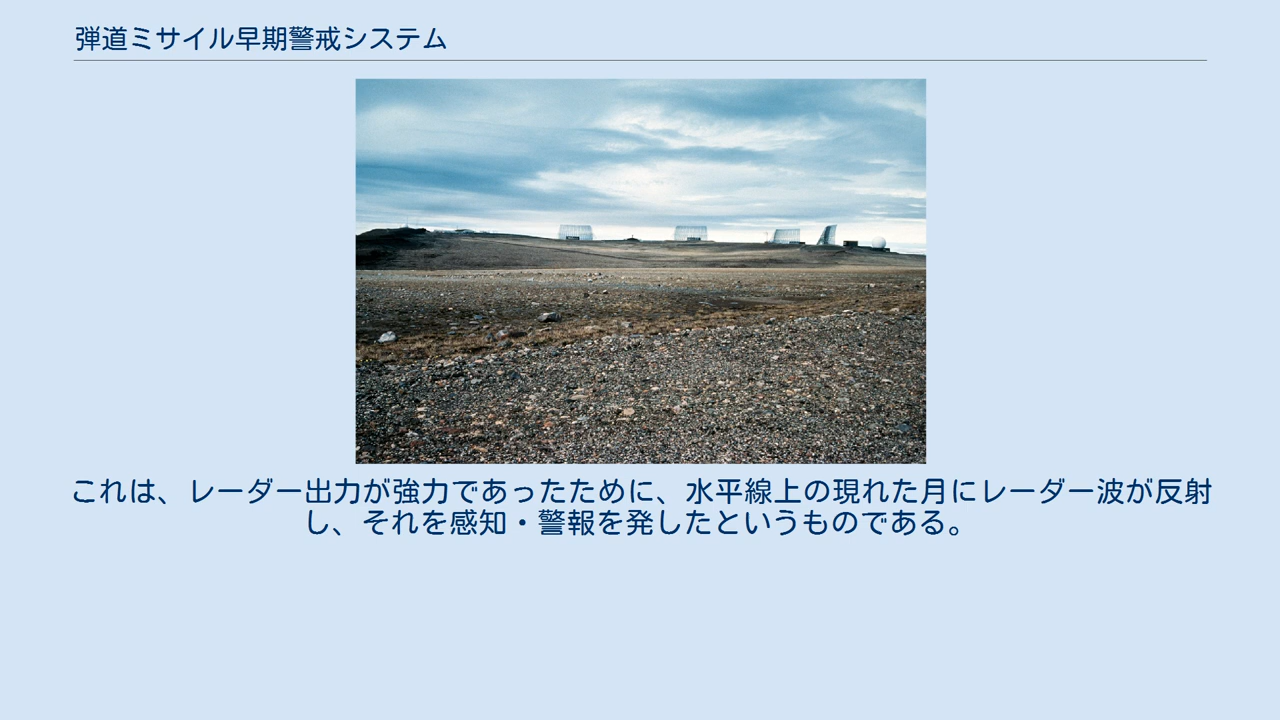 弾道ミサイル早期警戒システム
これは、レーダー出力が強力であったために、水平線上の現れた月にレーダー波が反射
し、それを感知・警報を発したというものである。